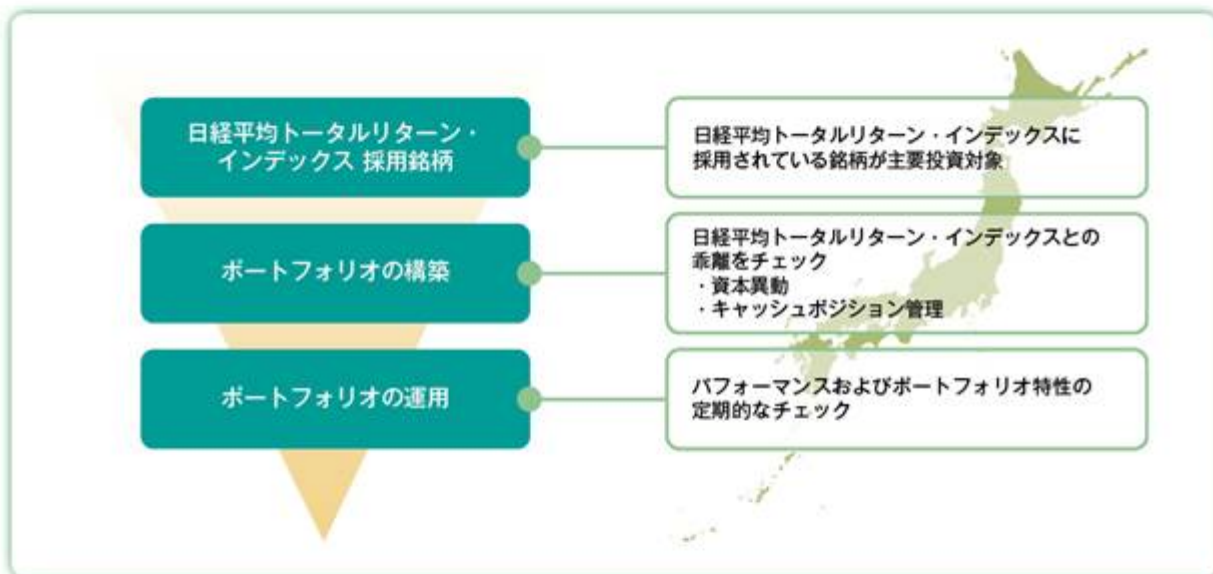 日経平均トータルリターン・
インデックス 採用銘柄
日経平均トータルリターン・インデックスに
採用されている銘柄が主要投資対象
ポートフォリオの構築
日経平均トータルリターン・インデックスとの
乖離をチェック
・資本異動
・キャッシュポジション管理
ポートフォリオの運用
パフォーマンスおよびポートフォリオ特性の
定期的なチェック